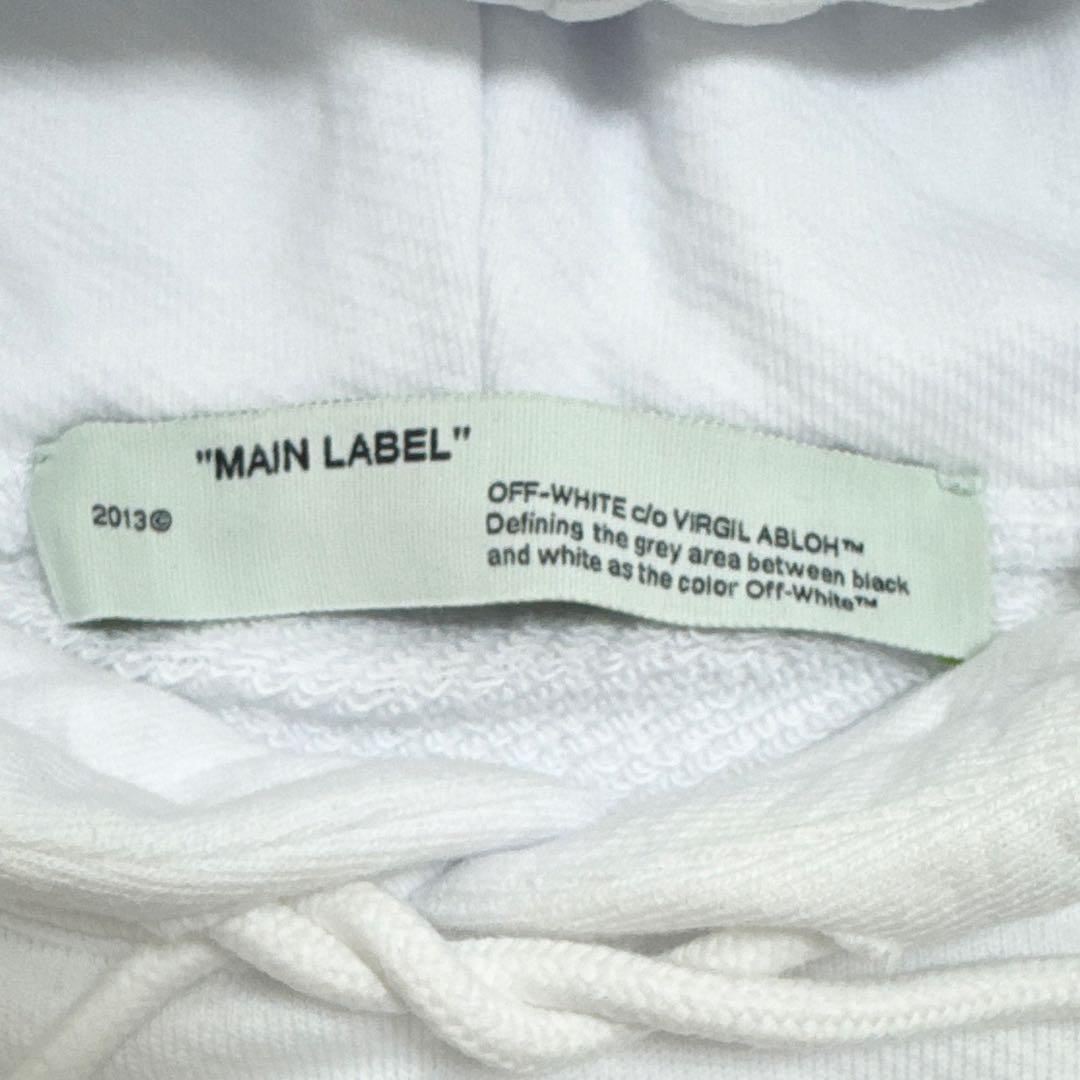 "MAIN LABEL"
2013©
OFF-WHITE c/o VIRGIL ABLOH™
Defining the grey area between black
and white as the color Off-White™